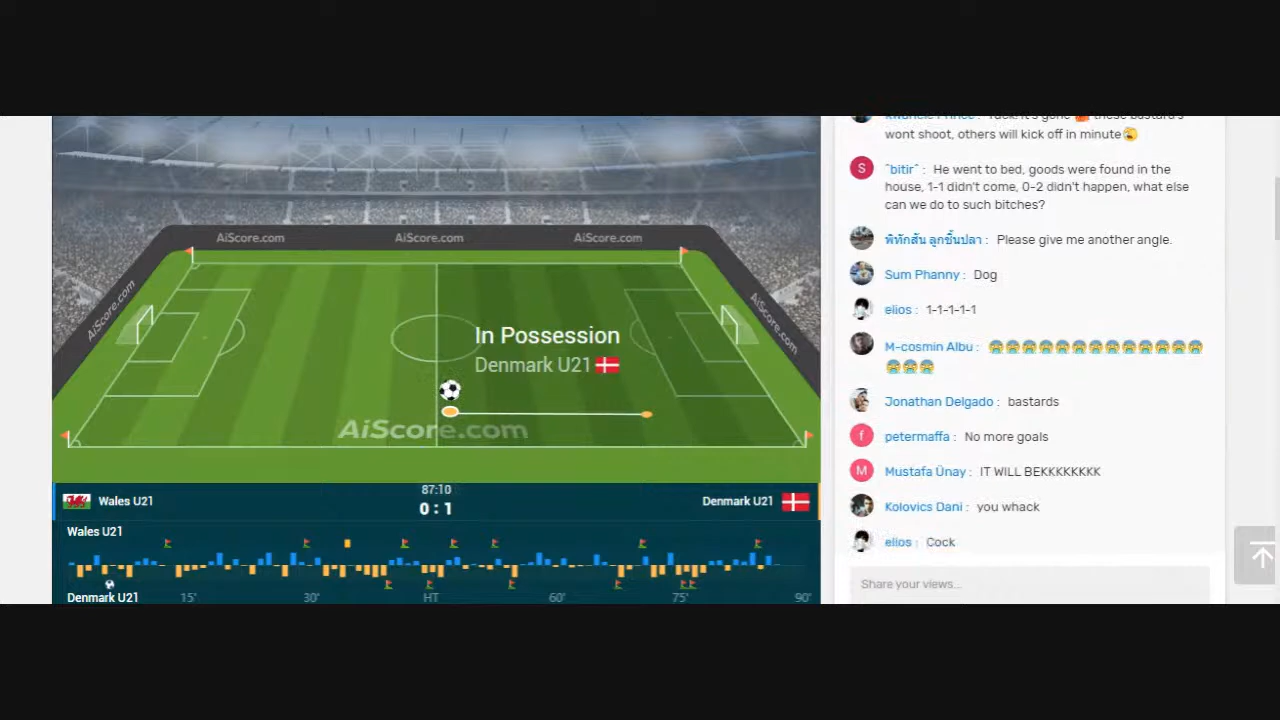 AiScore.com
AiScore.com
AiScore.com
AiScore.com
AiScore.com
In Possession
Denmark U21
AiScore.com
Wales U21
87:10
0 : 1
Denmark U21
Wales U21
Denmark U21
15'
30'
HT
60'
75'
90'
wont shoot, others will kick off in minute🤕
S
^bitir^ : He went to bed, goods were found in the
house, 1-1 didn't come, 0-2 didn't happen, what else
can we do to such bitches?
พิทักสัน ลูกชิ้นปลา : Please give me another angle.
Sum Phanny : Dog
elios : 1-1-1-1-1
M-cosmin Albu : 😭😭😭😭😭😭😭😭😭😭😭😭😭
😭😭😭
Jonathan Delgado : bastards
f
petermaffa : No more goals
M
Mustafa Ünay : IT WILL BEKKKKKKKK
Kolovics Dani : you whack
elios : Cock
Share your views...